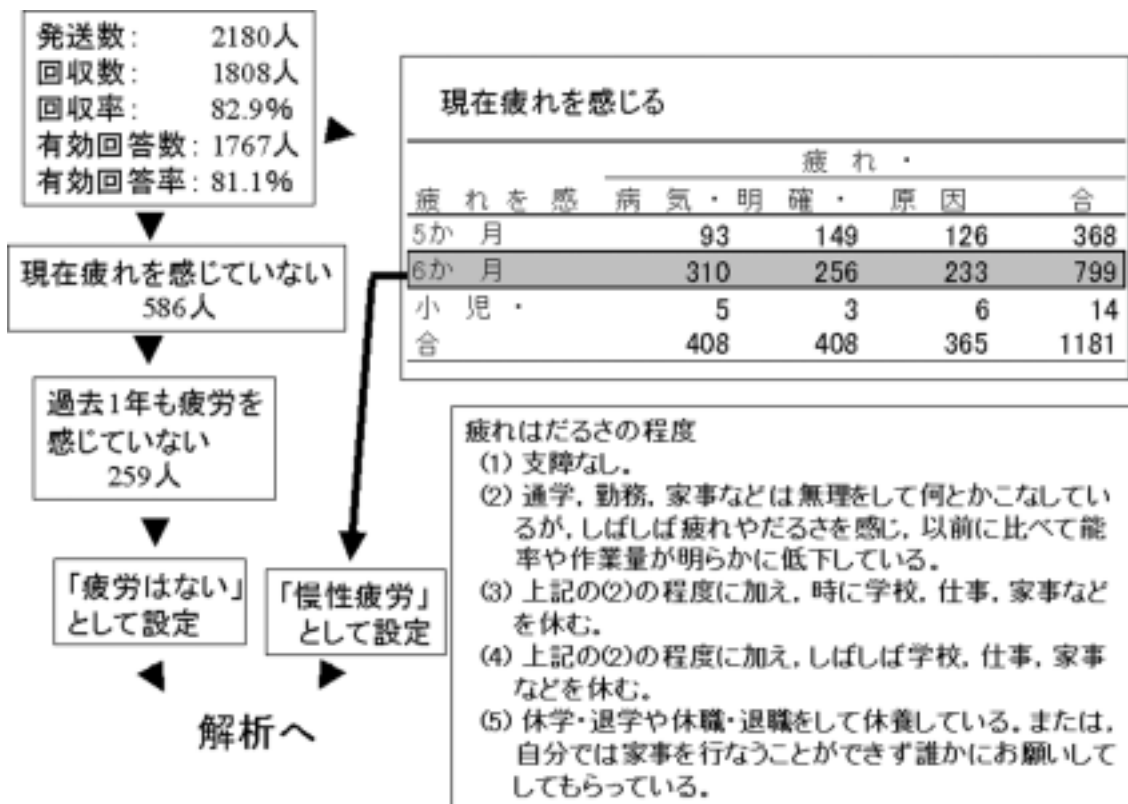 発送数: 2180人
回収数: 1808人
回収率: 82.9%
有効回答数: 1767人
有効回答率: 81.1%
現在疲れを感じていない
586人
過去1年も疲労を
感じていない
259人
「疲労はない」
として設定
「慢性疲労」
として設定
解析へ
現在疲れを感じる
疲 れ ・
疲 れ を 感 病 気 ・ 明 確 ・ 原 因 合
5か 月 93 149 126 368
6か 月 310 256 233 799
小 児 ・ 5 3 6 14
合 408 408 365 1181
疲れはだるさの程度
(1) 支障なし。
(2) 通学, 勤務, 家事などは無理をして何とかこなしてい
るが, しばしば疲れやだるさを感じ, 以前に比べて能
率や作業量が明らかに低下している。
(3) 上記の(2)の程度に加え, 時に学校, 仕事, 家事など
を休む。
(4) 上記の(2)の程度に加え, しばしば学校, 仕事, 家事
などを休む。
(5) 休学・退学や休職・退職をして休養している。または,
自分では家事を行なうことができず誰かにお願いして
してもらっている。